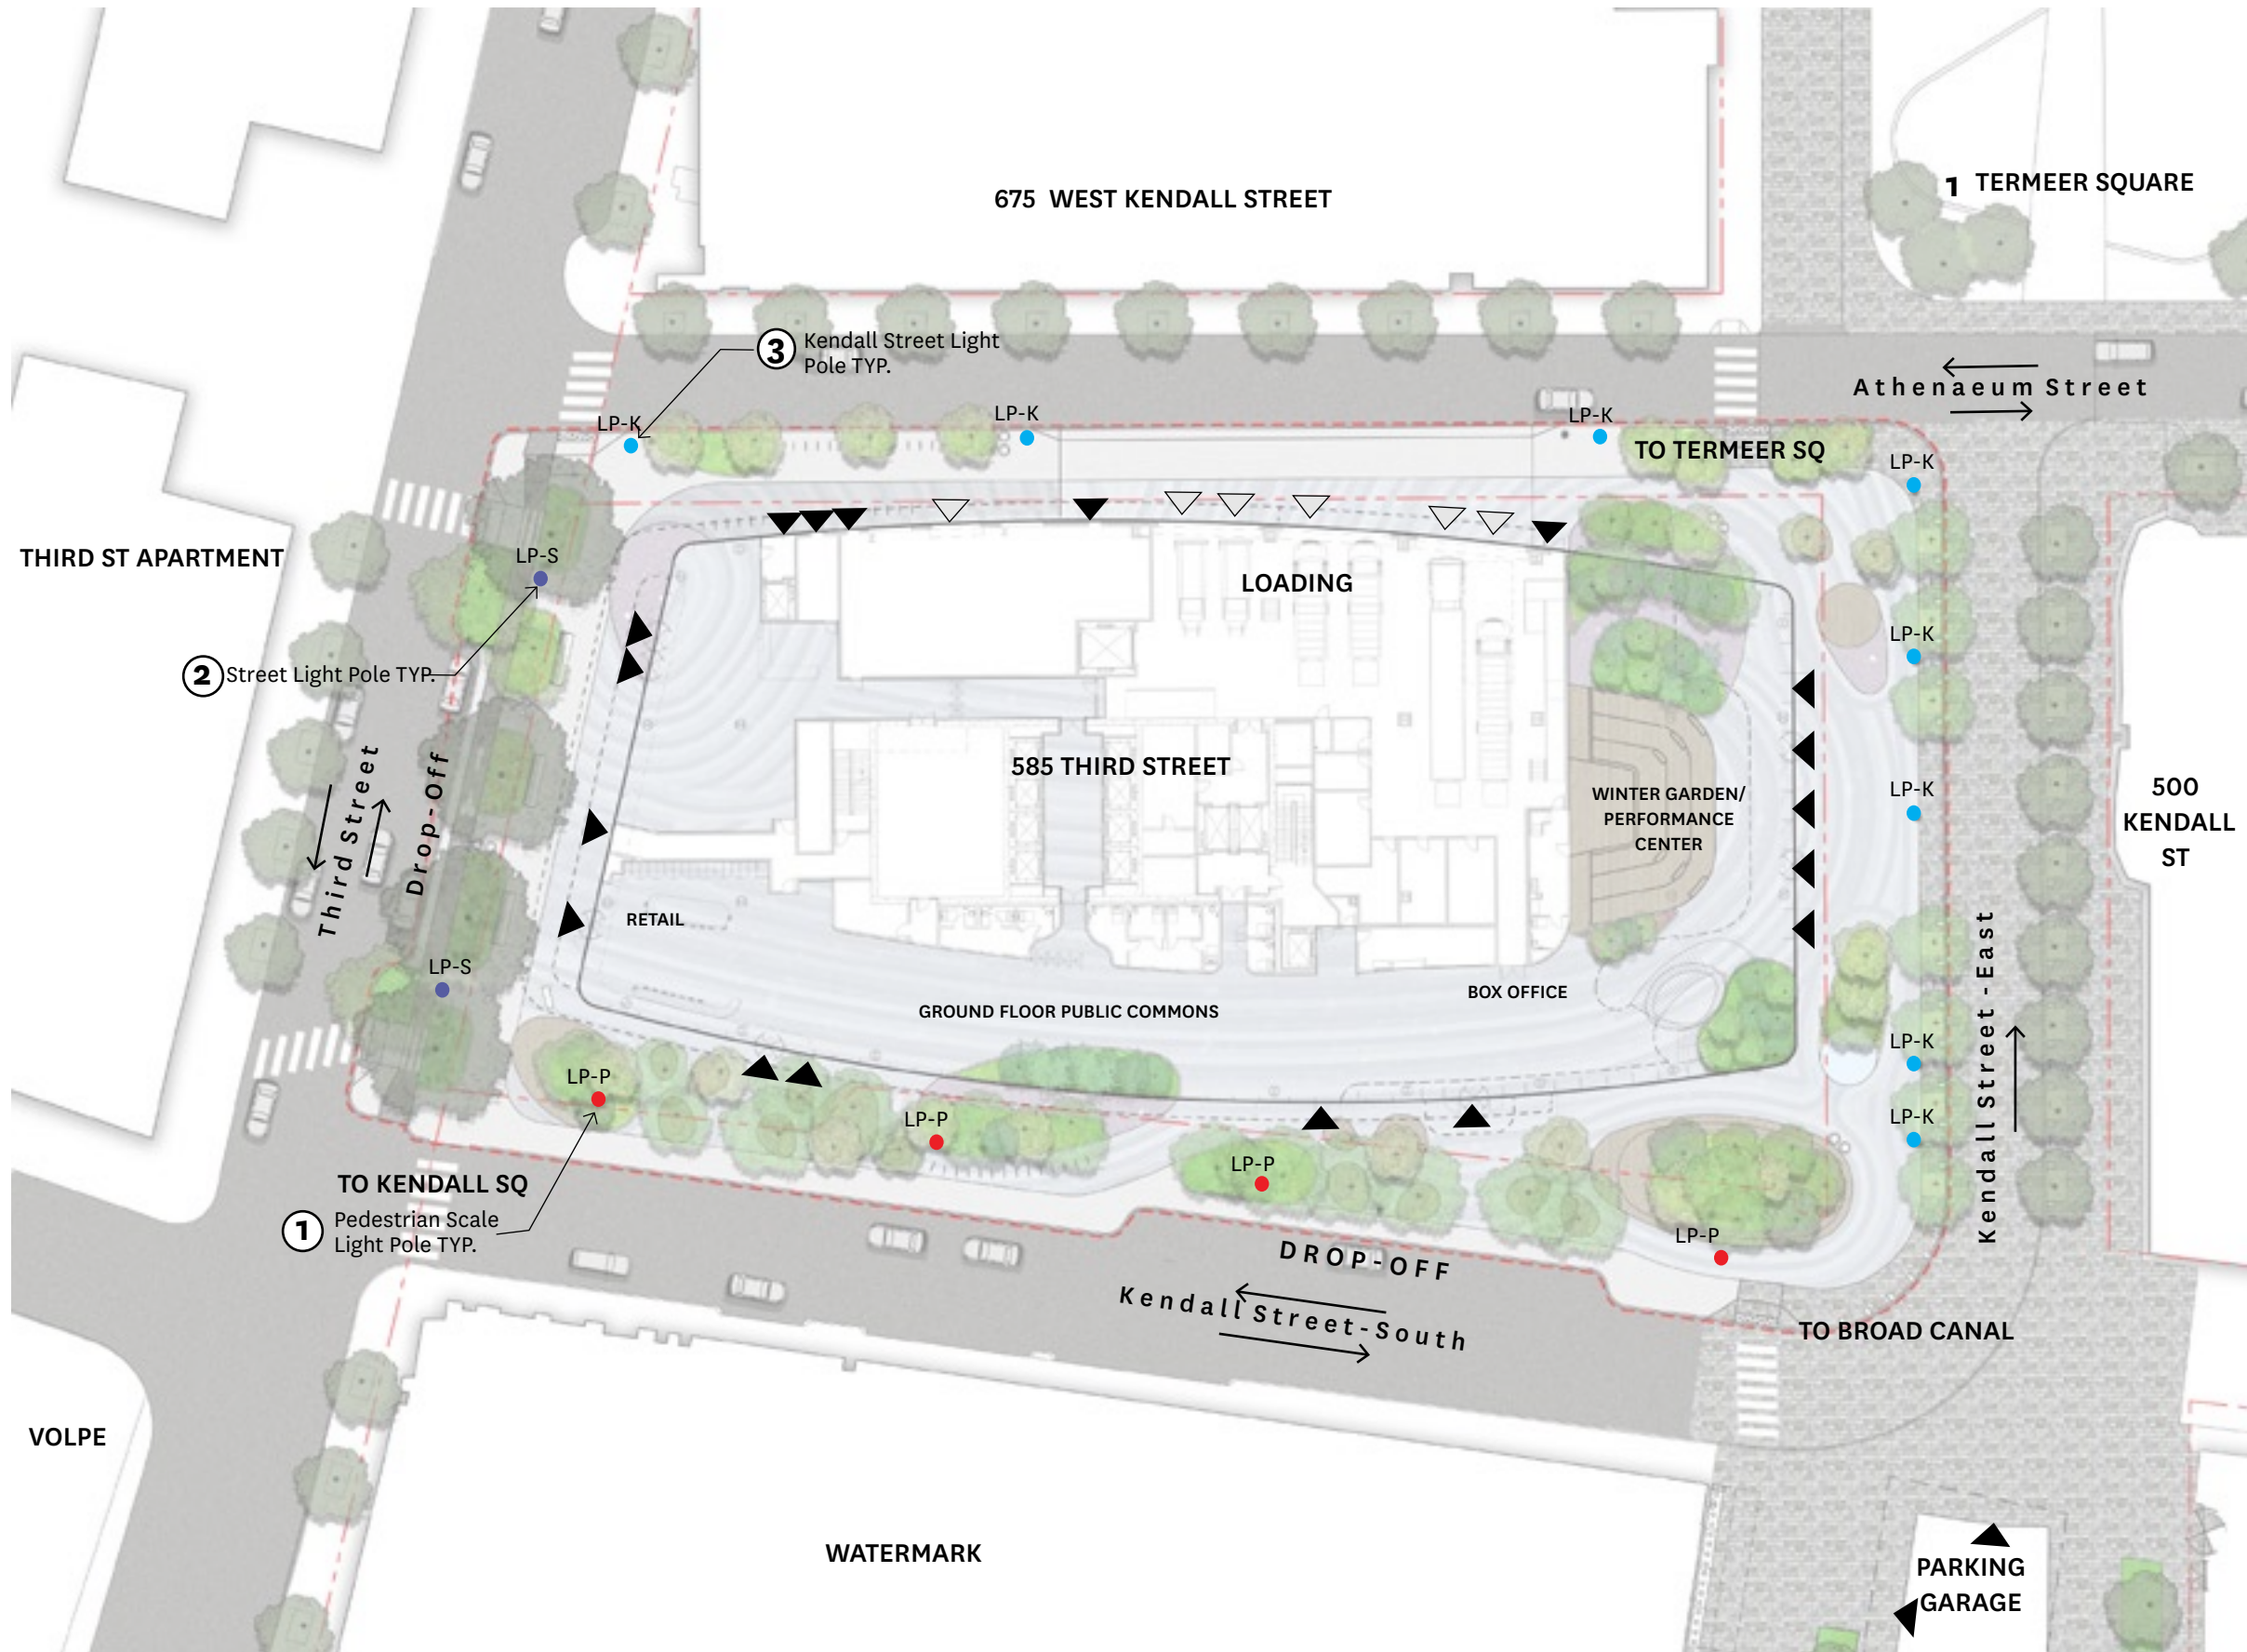 675 WEST KENDALL STREET
1 TERMEER SQUARE
3 Kendall Street Light
Pole TYP.
Athenaeum Street
LP-K
LP-K
LP-K
TO TERMEER SQ
LP-K
THIRD ST APARTMENT
LP-S
LOADING
LP-K
2 Street Light Pole TYP.
585 THIRD STREET
Third Street
Drop-Off
WINTER GARDEN/
PERFORMANCE
CENTER
LP-K
500
KENDALL
ST
RETAIL
LP-S
BOX OFFICE
GROUND FLOOR PUBLIC COMMONS
Kendall Street-East
LP-K
LP-P
LP-P
LP-K
LP-P
TO KENDALL SQ
1 Pedestrian Scale
Light Pole TYP.
LP-P
DROP-OFF
Kendall Street-South
TO BROAD CANAL
VOLPE
WATERMARK
PARKING
GARAGE